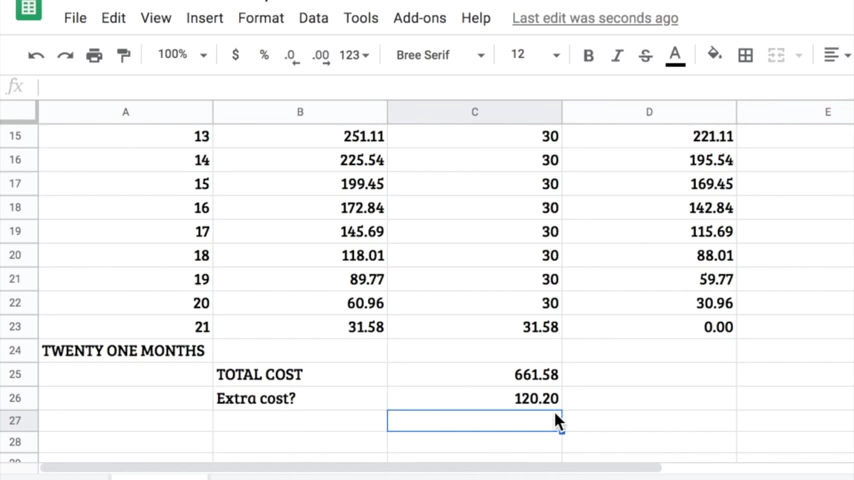 File Edit View Insert Format Data Tools Add-ons Help Last edit was seconds ago
100% $ % .0 .00 123 Bree Serif 12 B I S A
fx
A B C D E
15 13 251.11 30 221.11
16 14 225.54 30 195.54
17 15 199.45 30 169.45
18 16 172.84 30 142.84
19 17 145.69 30 115.69
20 18 118.01 30 88.01
21 19 89.77 30 59.77
22 20 60.96 30 30.96
23 21 31.58 31.58 0.00
24 TWENTY ONE MONTHS
25 TOTAL COST 661.58
26 Extra cost? 120.20
27
28